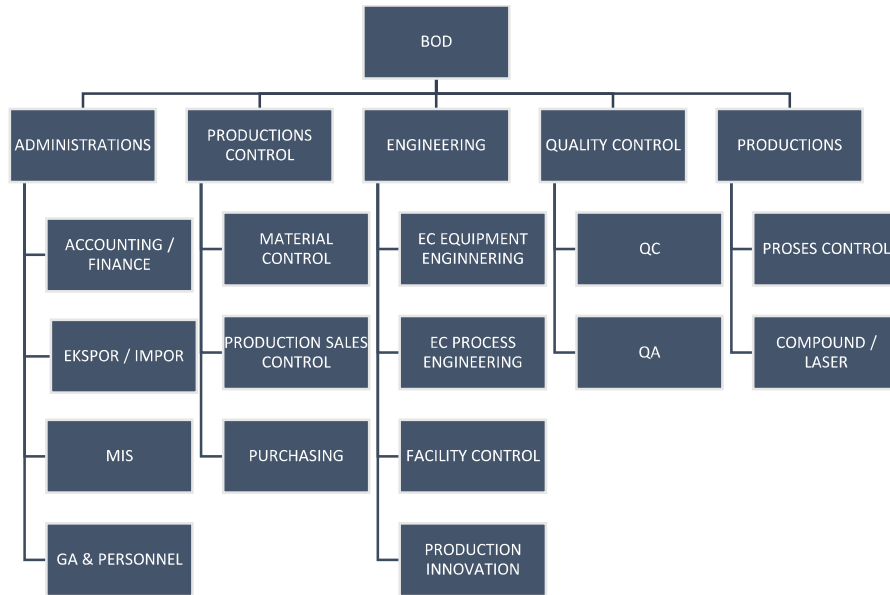 BOD
ADMINISTRATIONS
PRODUCTIONS
CONTROL
ENGINEERING
QUALITY CONTROL
PRODUCTIONS
ACCOUNTING /
FINANCE
EKSPOR / IMPOR
MIS
GA & PERSONNEL
MATERIAL
CONTROL
PRODUCTION SALES
CONTROL
PURCHASING
EC EQUIPMENT
ENGINNERING
EC PROCESS
ENGINEERING
FACILITY CONTROL
PRODUCTION
INNOVATION
QC
QA
PROSES CONTROL
COMPOUND /
LASER